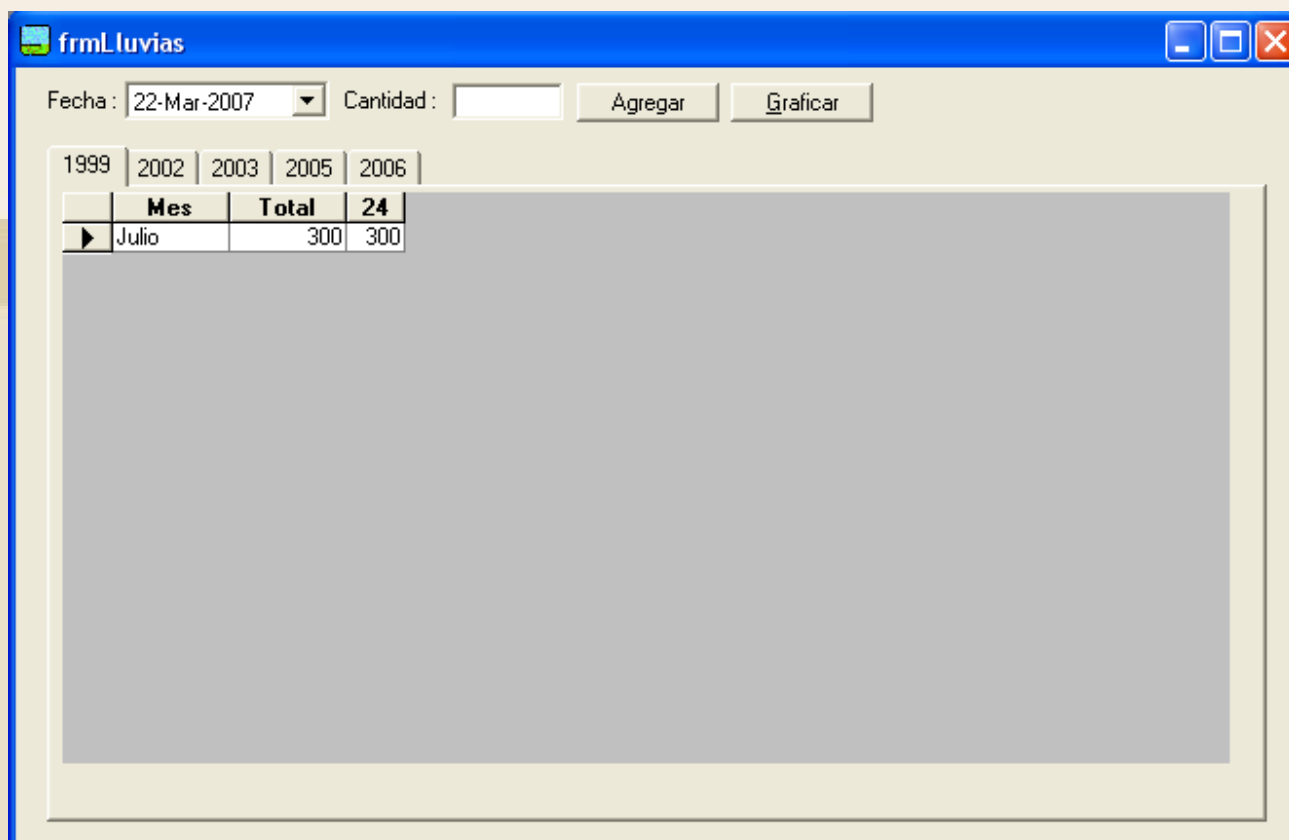 frmLluvias
Fecha : 22-Mar-2007 Cantidad : Agregar Graficar
1999 2002 2003 2005 2006
Mes Total 24
Julio 300 300